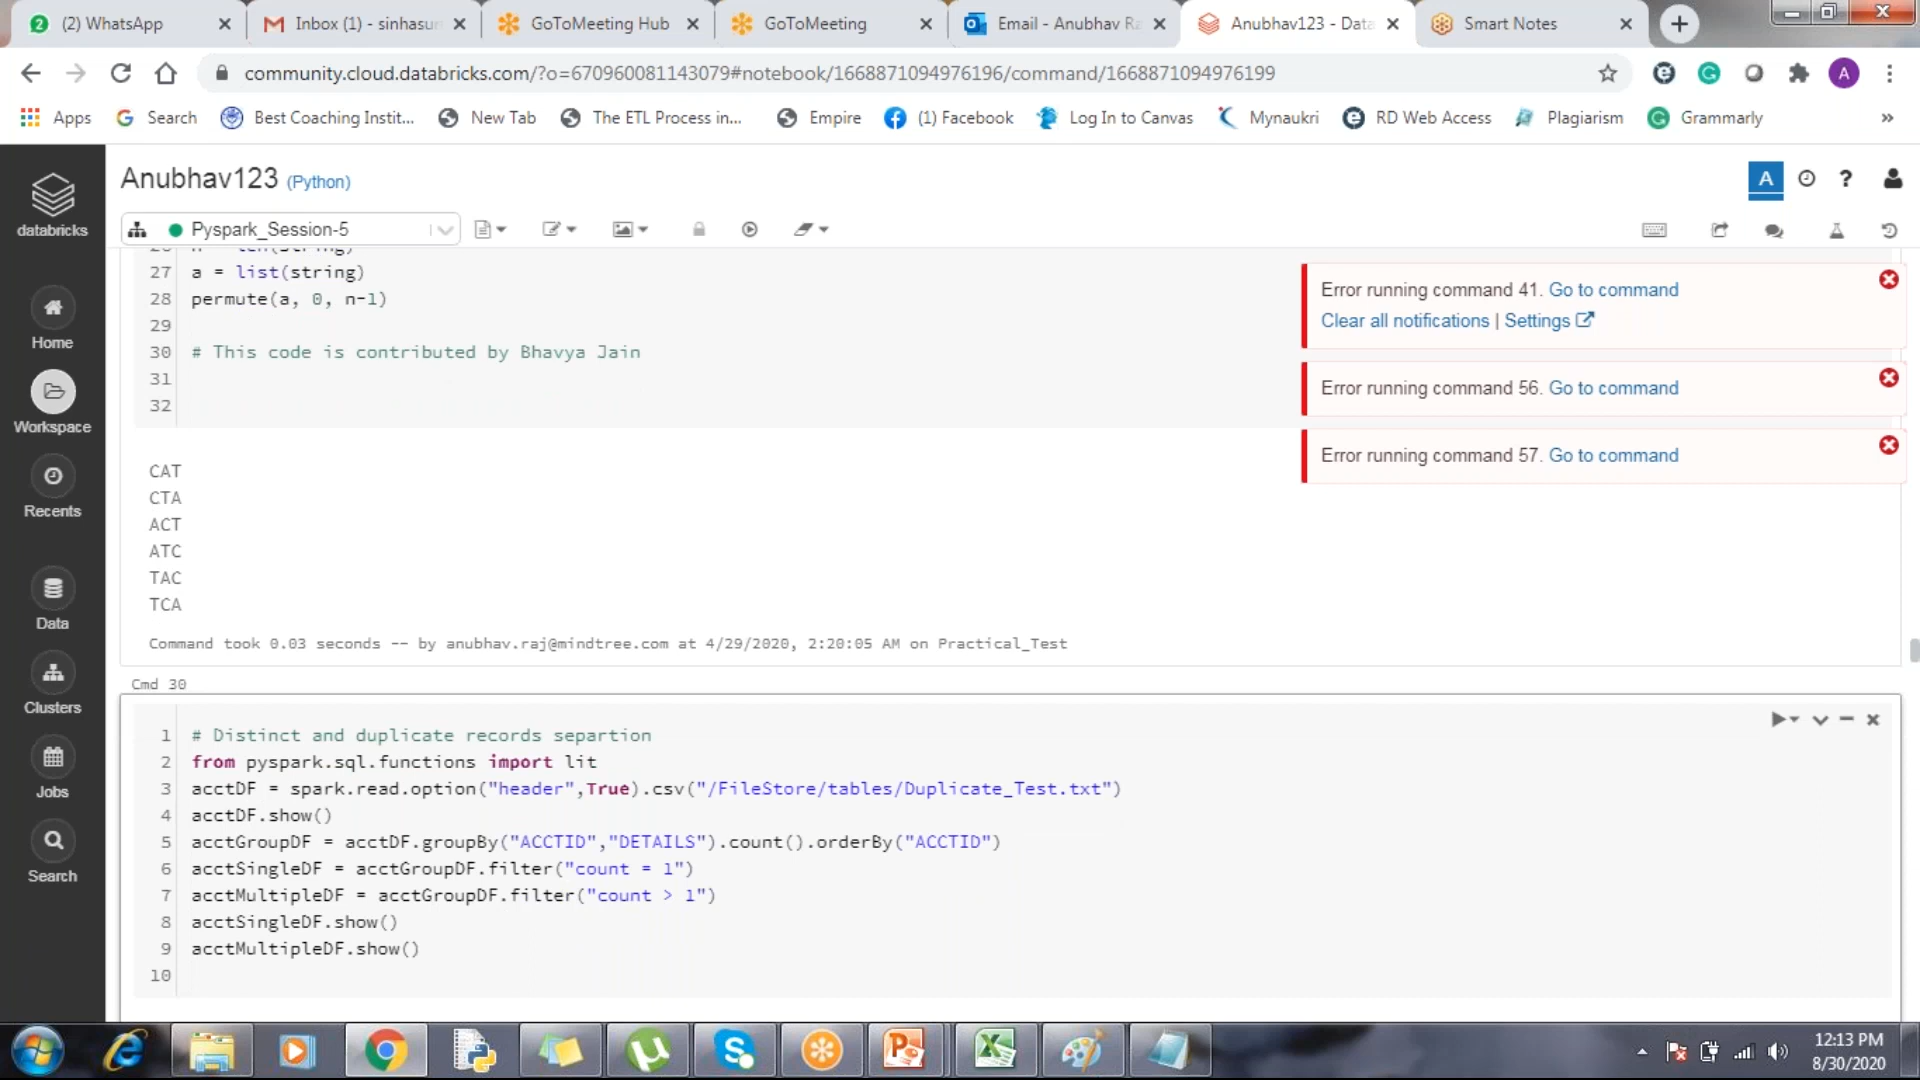 (2) WhatsApp
Inbox (1) - sinhasur
GoToMeeting Hub
GoToMeeting
Email - Anubhav Ra
Anubhav123 - Data
Smart Notes
community.cloud.databricks.com/?o=670960081143079#notebook/1668871094976196/command/1668871094976199
A
Apps
Search
Best Coaching Instit...
New Tab
The ETL Process in...
Empire
(1) Facebook
Log In to Canvas
Mynaukri
RD Web Access
Plagiarism
Grammarly
»
databricks
Home
Workspace
Recents
Data
Clusters
Jobs
Search
Anubhav123 (Python)
A
Pyspark_Session-5
27 a = list(string)
28 permute(a, 0, n-1)
29
30 # This code is contributed by Bhavya Jain
31
32
Error running command 41. Go to command
Clear all notifications | Settings
Error running command 56. Go to command
Error running command 57. Go to command
CAT
CTA
ACT
ATC
TAC
TCA
Command took 0.03 seconds -- by anubhav.raj@mindtree.com at 4/29/2020, 2:20:05 AM on Practical_Test
Cmd 30
1 # Distinct and duplicate records separtion
2 from pyspark.sql.functions import lit
3 acctDF = spark.read.option("header",True).csv("/FileStore/tables/Duplicate_Test.txt")
4 acctDF.show()
5 acctGroupDF = acctDF.groupBy("ACCTID","DETAILS").count().orderBy("ACCTID")
6 acctSingleDF = acctGroupDF.filter("count = 1")
7 acctMultipleDF = acctGroupDF.filter("count > 1")
8 acctSingleDF.show()
9 acctMultipleDF.show()
10
12:13 PM
8/30/2020